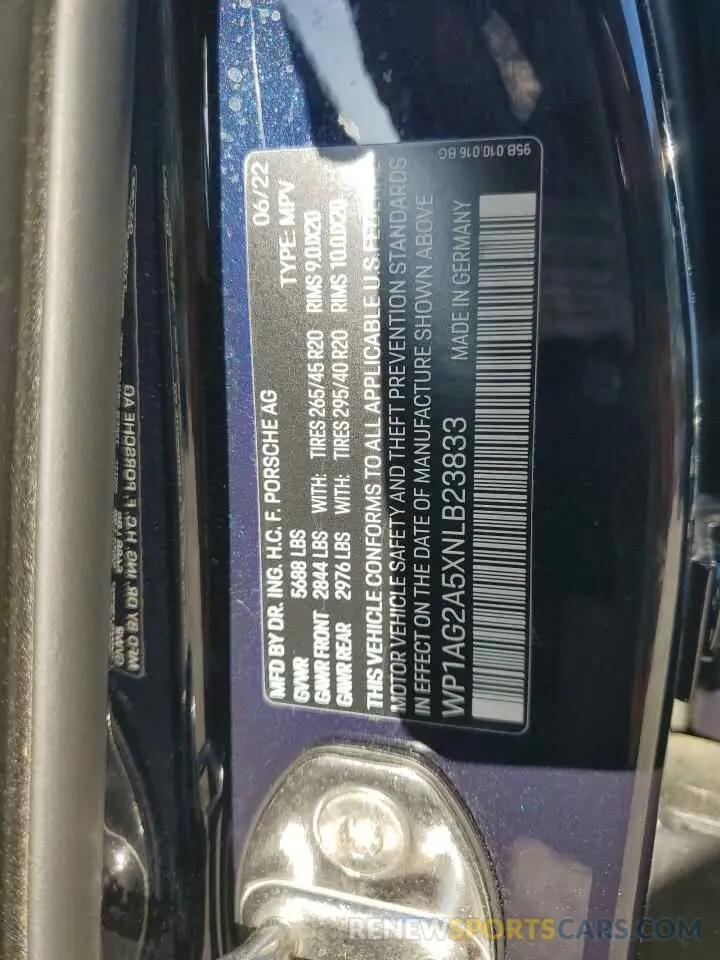 95B.010.016.BG
MFD BY DR. ING. H.C. F. PORSCHE AG 06/22
GVWR 5688 LBS TYPE: MPV
GAWR FRONT 2844 LBS WITH: TIRES 265/45 R20 RIMS 9.0JX20
GAWR REAR 2976 LBS WITH: TIRES 295/40 R20 RIMS 10.0JX20
THIS VEHICLE CONFORMS TO ALL APPLICABLE U.S. FEDERAL
MOTOR VEHICLE SAFETY AND THEFT PREVENTION STANDARDS
IN EFFECT ON THE DATE OF MANUFACTURE SHOWN ABOVE
WP1AG2A5XNLB23833 MADE IN GERMANY
RENEWSPORTSCARS.COM